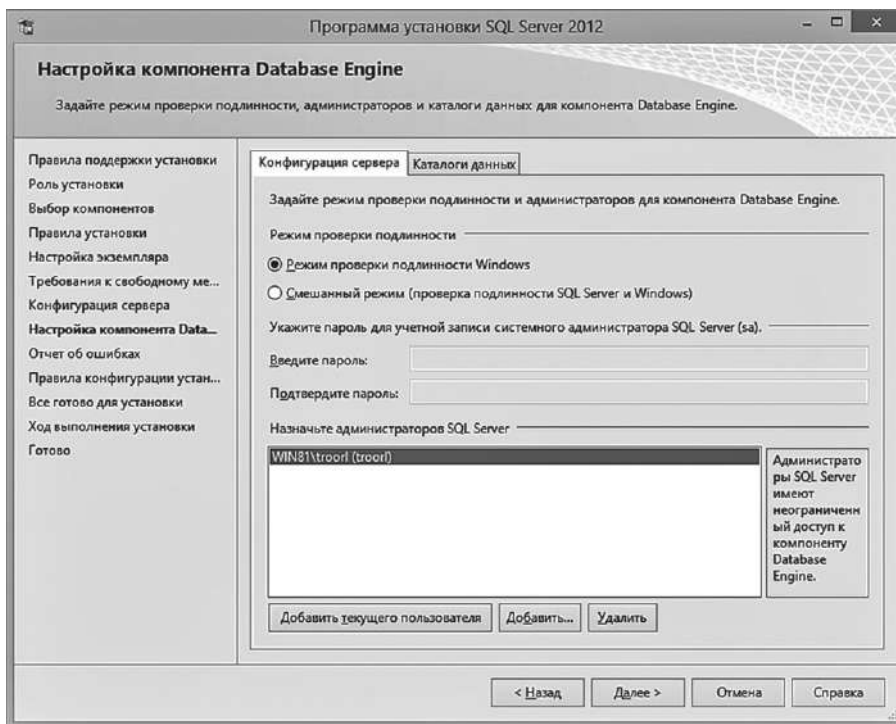 Программа установки SQL Server 2012
Настройка компонента Database Engine
Задайте режим проверки подлинности, администраторов и каталоги данных для компонента Database Engine.
Правила поддержки установки
Роль установки
Выбор компонентов
Правила установки
Настройка экземпляра
Требования к свободному ме...
Конфигурация сервера
Настройка компонента Data...
Отчет об ошибках
Правила конфигурации устан...
Все готово для установки
Ход выполнения установки
Готово
Конфигурация сервера
Каталоги данных
Задайте режим проверки подлинности и администраторов для компонента Database Engine.
Режим проверки подлинности
Режим проверки подлинности Windows
Смешанный режим (проверка подлинности SQL Server и Windows)
Укажите пароль для учетной записи системного администратора SQL Server (sa).
Введите пароль:
Подтвердите пароль:
Назначьте администраторов SQL Server
WIN81\troorl (troorl)
Администрато
ры SQL Server
имеют
неограниченн
ый доступ к
компоненту
Database
Engine.
Добавить текущего пользователя
Добавить...
Удалить
< Назад
Далее >
Отмена
Справка